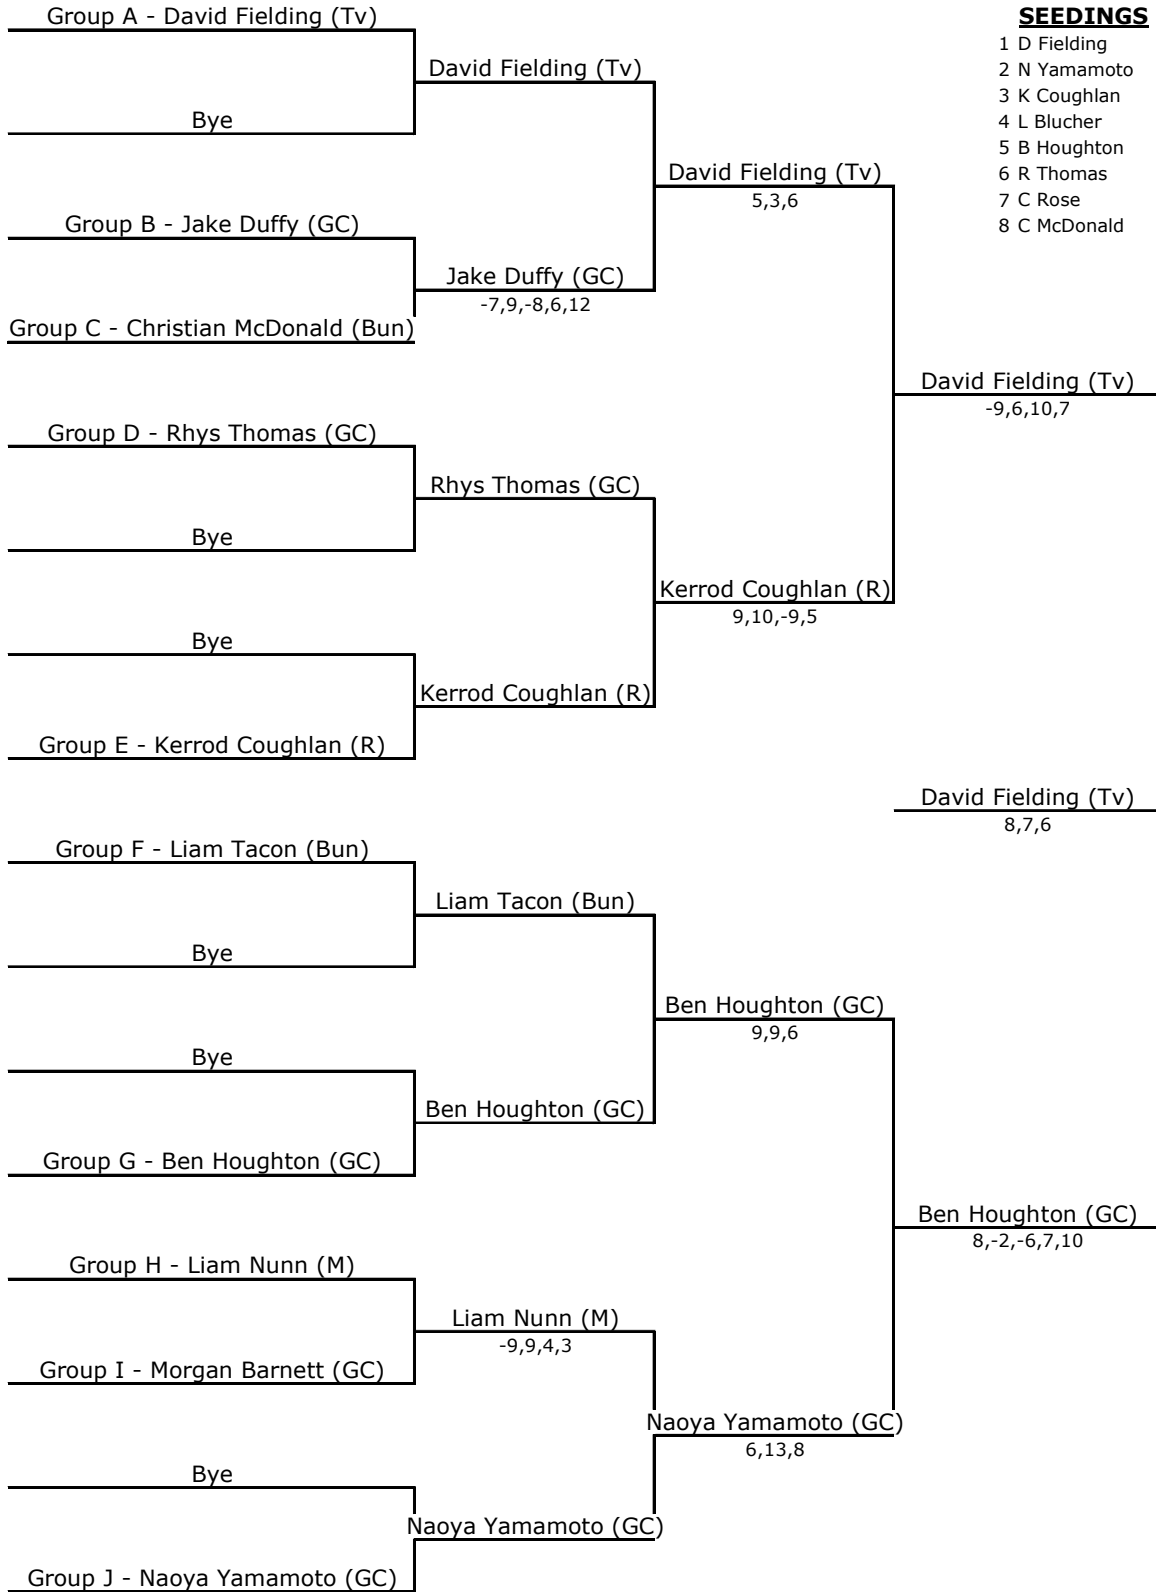 Group A - David Fielding (Tv)
SEEDINGS
1 D Fielding
2 N Yamamoto
3 K Coughlan
4 L Blucher
5 B Houghton
6 R Thomas
7 C Rose
8 C McDonald
David Fielding (Tv)
Bye
David Fielding (Tv)
5,3,6
Group B - Jake Duffy (GC)
Jake Duffy (GC)
-7,9,-8,6,12
Group C - Christian McDonald (Bun)
David Fielding (Tv)
-9,6,10,7
Group D - Rhys Thomas (GC)
Rhys Thomas (GC)
Bye
Kerrod Coughlan (R)
9,10,-9,5
Bye
Kerrod Coughlan (R)
Group E - Kerrod Coughlan (R)
David Fielding (Tv)
8,7,6
Group F - Liam Tacon (Bun)
Liam Tacon (Bun)
Bye
Ben Houghton (GC)
9,9,6
Bye
Ben Houghton (GC)
Group G - Ben Houghton (GC)
Ben Houghton (GC)
8,-2,-6,7,10
Group H - Liam Nunn (M)
Liam Nunn (M)
-9,9,4,3
Group I - Morgan Barnett (GC)
Naoya Yamamoto (GC)
6,13,8
Bye
Naoya Yamamoto (GC)
Group J - Naoya Yamamoto (GC)